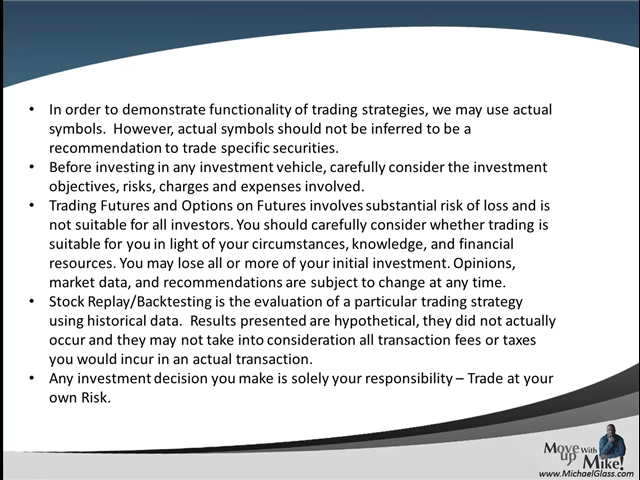 • In order to demonstrate functionality of trading strategies, we may use actual
symbols.  However, actual symbols should not be inferred to be a
recommendation to trade specific securities.
• Before investing in any investment vehicle, carefully consider the investment
objectives, risks, charges and expenses involved.
• Trading Futures and Options on Futures involves substantial risk of loss and is
not suitable for all investors. You should carefully consider whether trading is
suitable for you in light of your circumstances, knowledge, and financial
resources. You may lose all or more of your initial investment. Opinions,
market data, and recommendations are subject to change at any time.
• Stock Replay/Backtesting is the evaluation of a particular trading strategy
using historical data.  Results presented are hypothetical, they did not actually
occur and they may not take into consideration all transaction fees or taxes
you would incur in an actual transaction.
• Any investment decision you make is solely your responsibility – Trade at your
own Risk.
Move up With Mike!
www.MichaelGlass.com